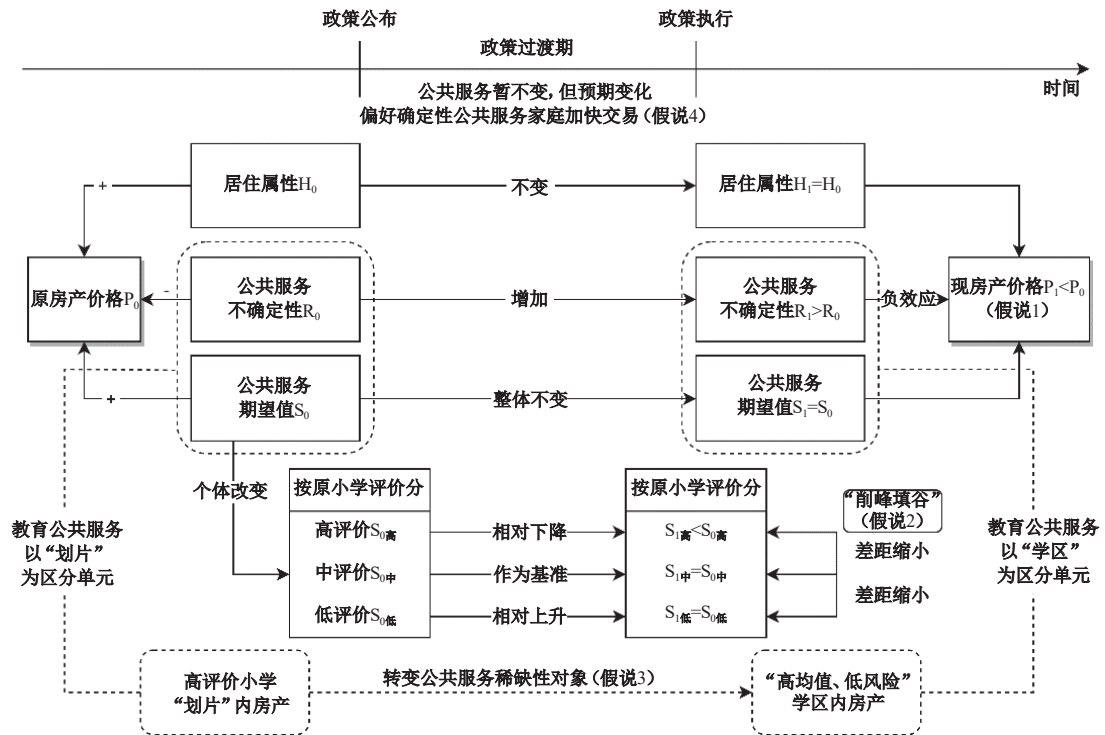 政策公布
政策执行
政策过渡期
时间
公共服务暂不变，但预期变化
偏好确定性公共服务家庭加快交易（假说4）
+
居住属性H₀
不变
居住属性H₁=H₀
原房产价格P₀
-
公共服务
不确定性R₀
增加
公共服务
不确定性R₁>R₀
负效应
现房产价格P₁<P₀
（假说1）
+
公共服务
期望值S₀
整体不变
公共服务
期望值S₁=S₀
个体改变
按原小学评价分
按原小学评价分
“削峰填谷”
（假说2）
教育公共服务
以“划片”
为区分单元
高评价S₀高
相对下降
S₁高<S₀高
差距缩小
中评价S₀中
作为基准
S₁中=S₀中
差距缩小
低评价S₀低
相对上升
S₁低=S₀低
教育公共服务
以“学区”
为区分单元
高评价小学
“划片”内房产
转变公共服务稀缺性对象（假说3）
“高均值、低风险”
学区内房产